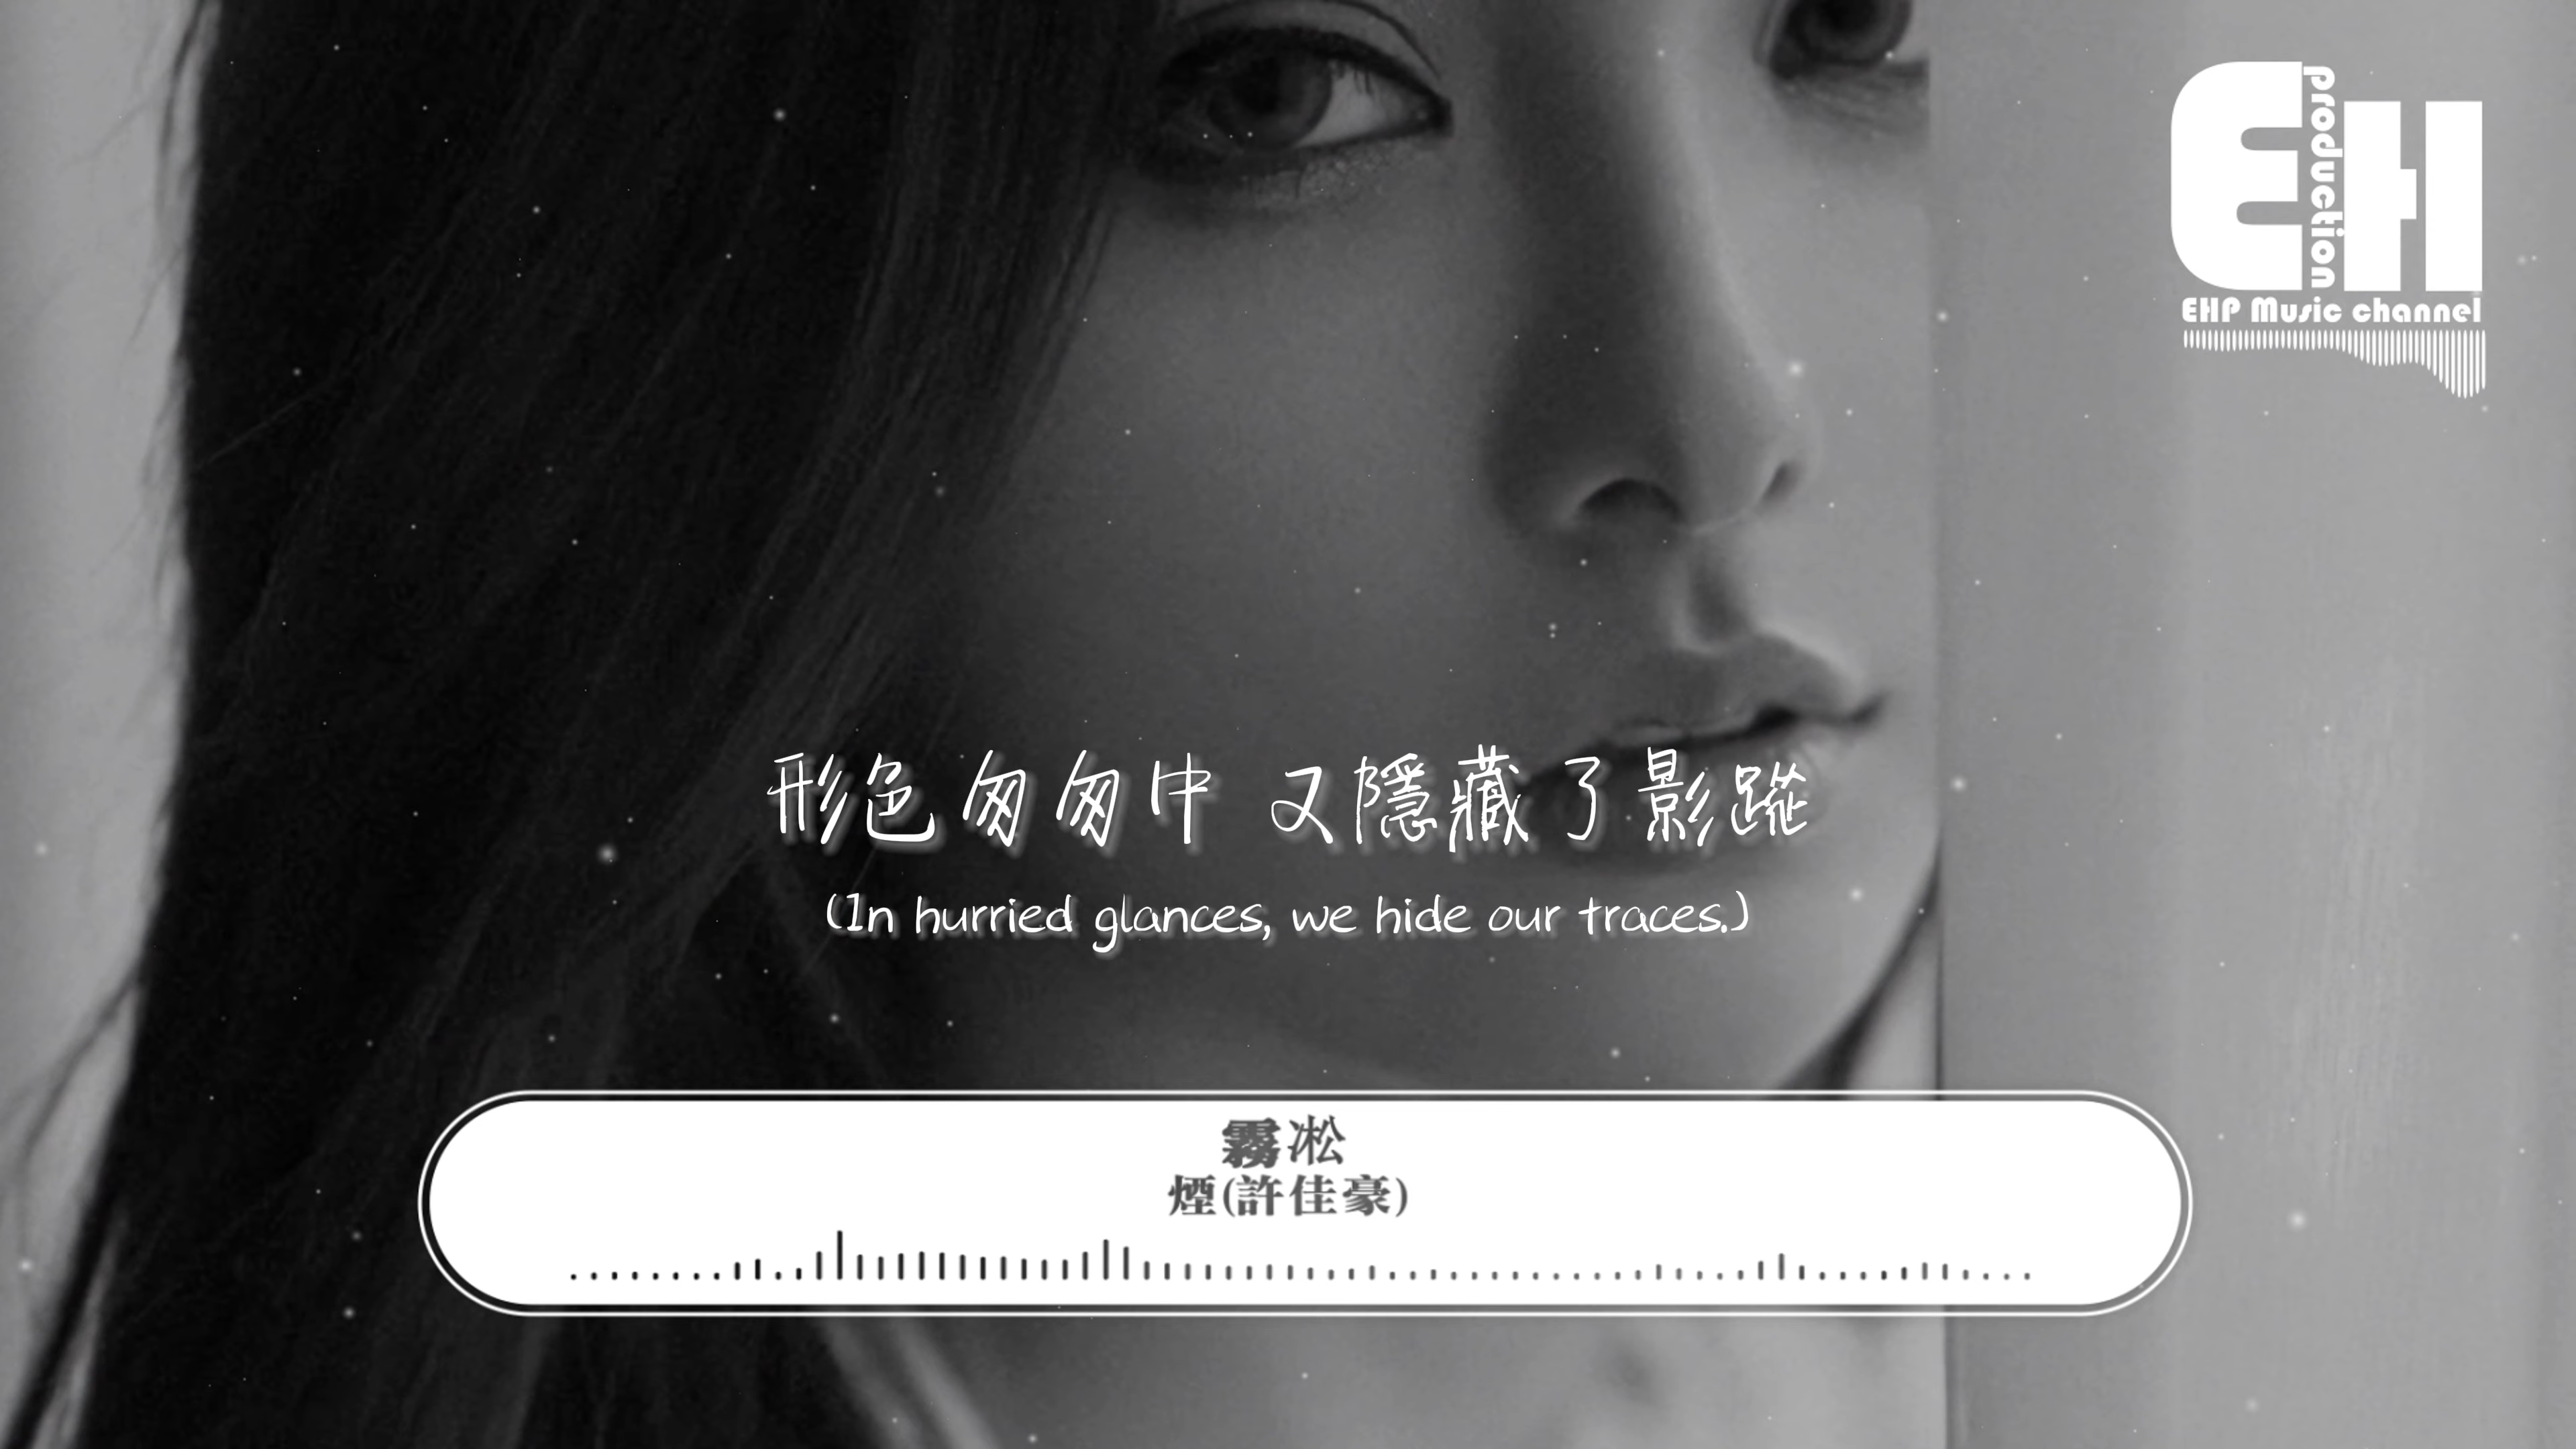 EH
production
EHP Music channel
形色匆匆中 又隱藏了影蹤
(In hurried glances, we hide our traces.)
霧凇
煙(許佳豪)